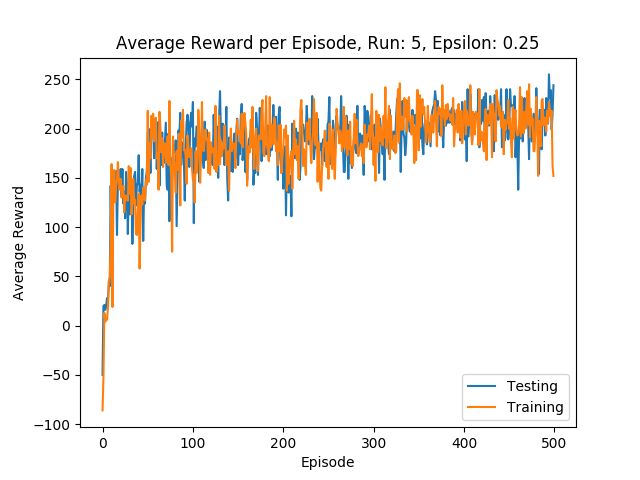 Average Reward per Episode, Run: 5, Epsilon: 0.25
Average Reward
250
200
150
100
50
0
−50
−100
0
100
200
300
400
500
Episode
Testing
Training